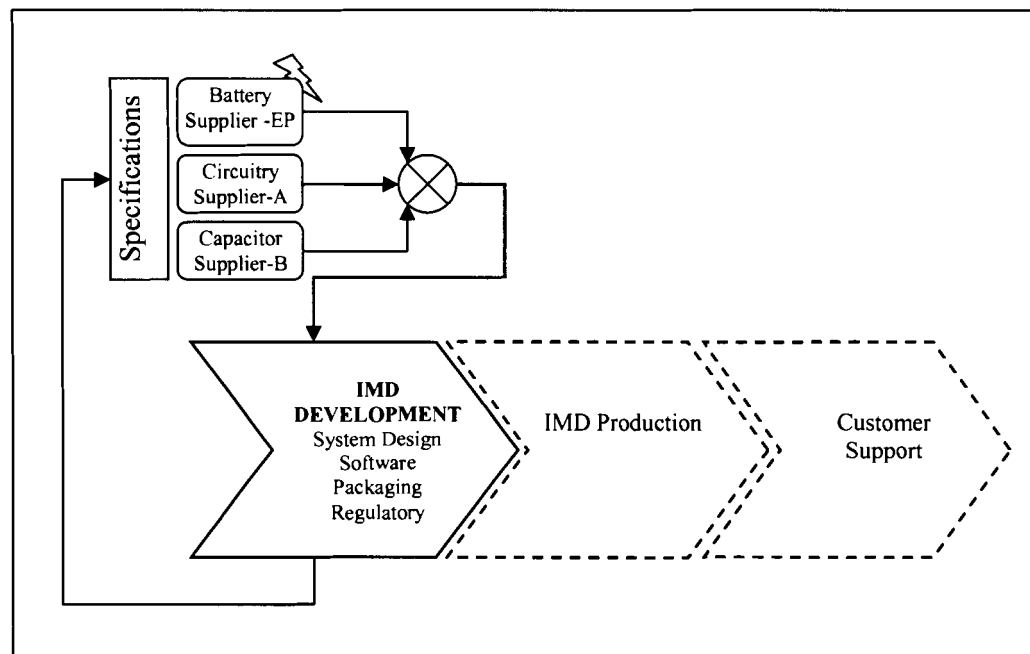 Specifications
Battery
Supplier -EP
Circuitry
Supplier-A
Capacitor
Supplier-B
IMD
DEVELOPMENT
System Design
Software
Packaging
Regulatory
IMD Production
Customer
Support